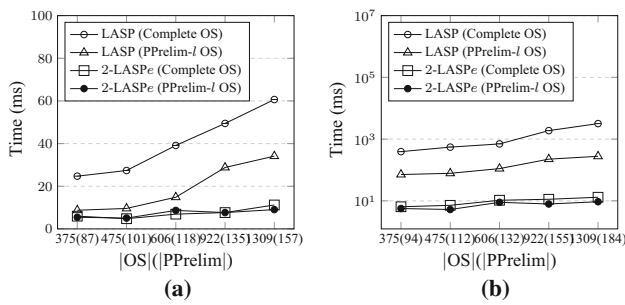 100
80
60
40
20
0
Time (ms)
LASP (Complete OS)
LASP (PPrelim-l OS)
2-LASPe (Complete OS)
2-LASPe (PPrelim-l OS)
375(87) 475(101) 606(118) 922(135) 1309(157)
|OS|(|PPrelim|)
(a)
10^7
10^5
10^3
10^1
Time (ms)
LASP (Complete OS)
LASP (PPrelim-l OS)
2-LASPe (Complete OS)
2-LASPe (PPrelim-l OS)
375(94) 475(112) 606(132) 922(155) 1309(184)
|OS|(|PPrelim|)
(b)